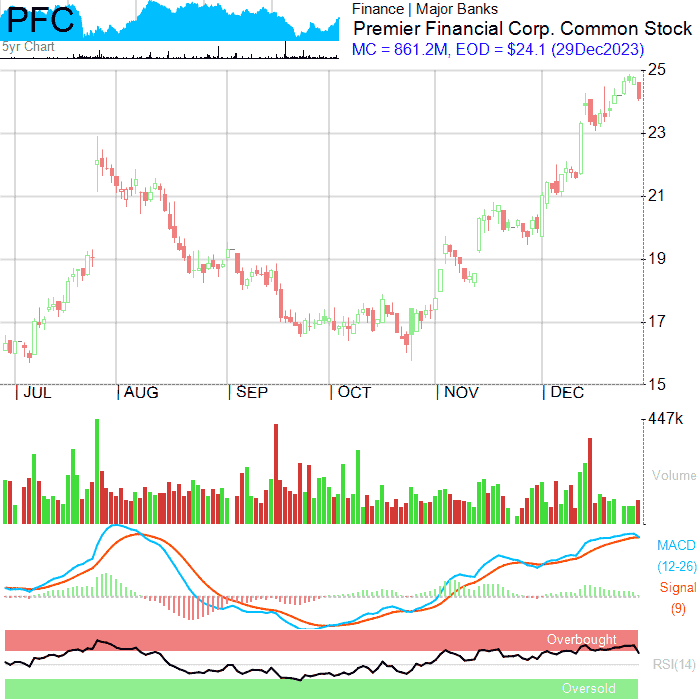 PFC
5yr Chart
Finance | Major Banks
Premier Financial Corp. Common Stock
MC = 861.2M, EOD = $24.1 (29Dec2023)
25
23
21
19
17
15
JUL
AUG
SEP
OCT
NOV
DEC
447k
Volume
MACD
(12-26)
Signal
(9)
Overbought
RSI(14)
Oversold